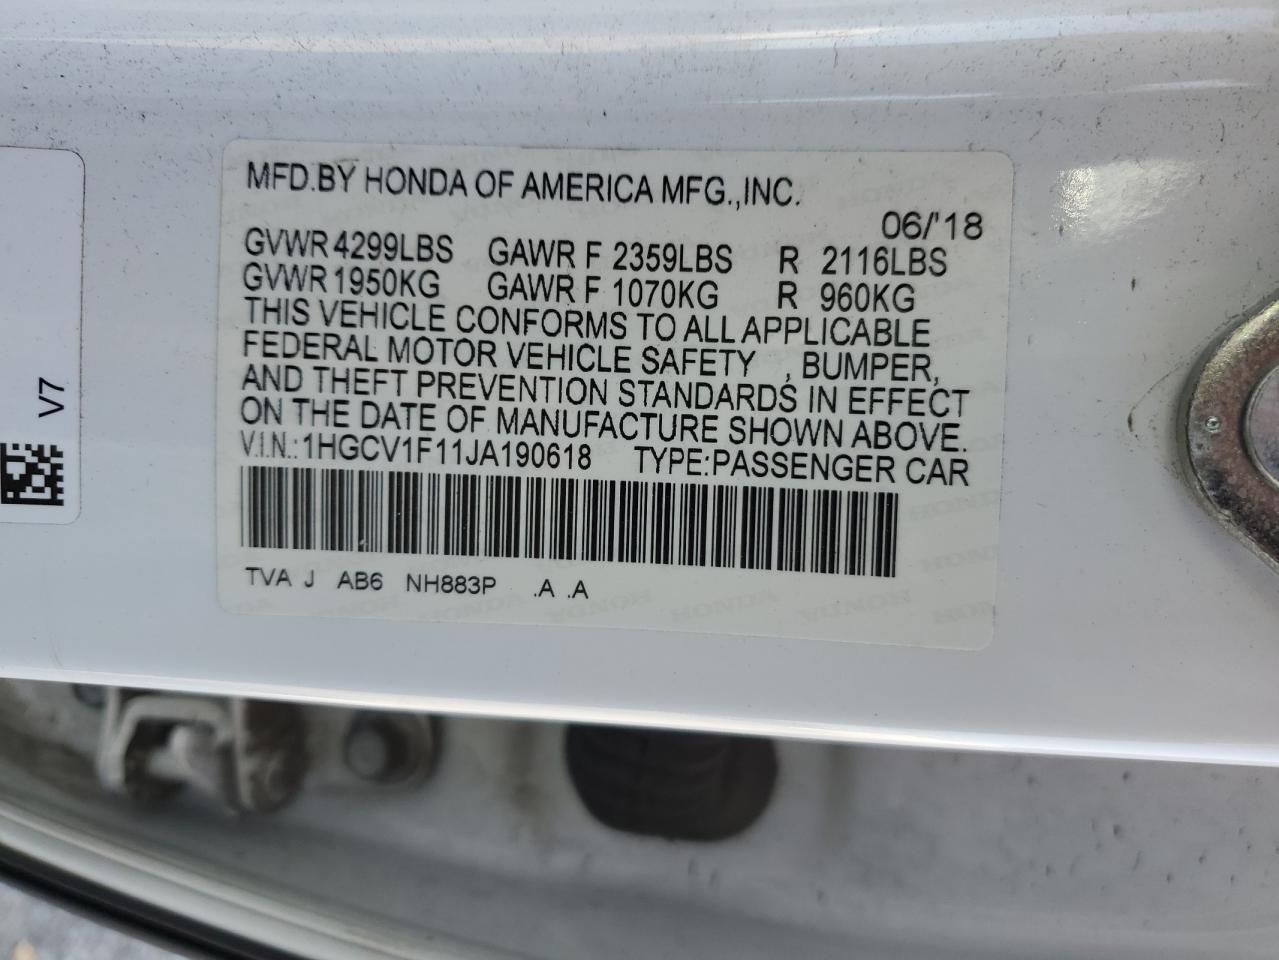 MFD.BY HONDA OF AMERICA MFG.,INC.
06/'18
GVWR 4299LBS GAWR F 2359LBS R 2116LBS
GVWR 1950KG GAWR F 1070KG R 960KG
THIS VEHICLE CONFORMS TO ALL APPLICABLE
FEDERAL MOTOR VEHICLE SAFETY , BUMPER,
AND THEFT PREVENTION STANDARDS IN EFFECT
ON THE DATE OF MANUFACTURE SHOWN ABOVE.
V.I.N.:1HGCV1F11JA190618 TYPE:PASSENGER CAR
TVA J AB6 NH883P .A .A
V7